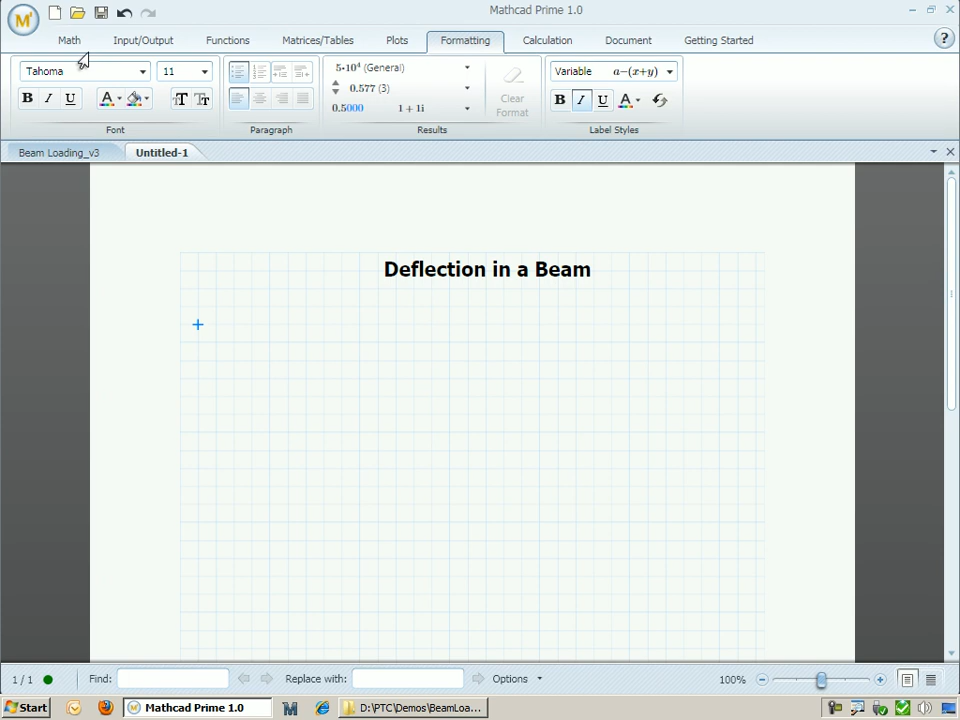 Mathcad Prime 1.0
Math Input/Output Functions Matrices/Tables Plots Formatting Calculation Document Getting Started
Tahoma 11 5•10⁴ (General) Variable a−(x+y)
B I U A 0.577 (3) Clear Format B I U A
0.5000 1 + 1i
Font Paragraph Results Label Styles
Beam Loading_v3 Untitled-1
Deflection in a Beam
1 / 1 Find: Replace with: Options 100%
Start Mathcad Prime 1.0 D:\PTC\Demos\BeamLoa...